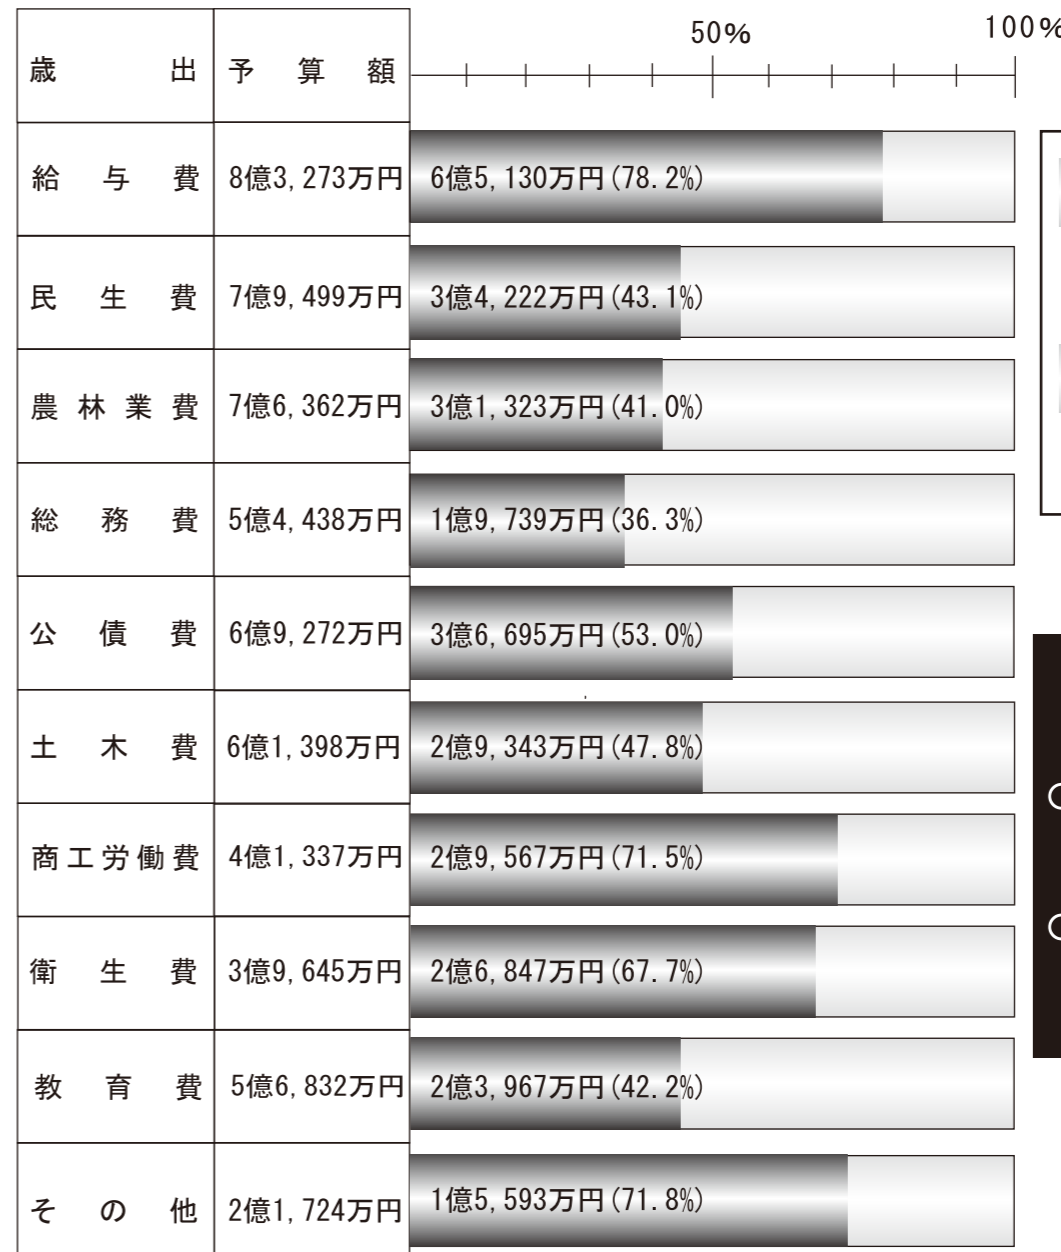 50% 100%
歳出 予算額
給与費 8億3,273万円 6億5,130万円(78.2%)
民生費 7億9,499万円 3億4,222万円(43.1%)
農林業費 7億6,362万円 3億1,323万円(41.0%)
総務費 5億4,438万円 1億9,739万円(36.3%)
公債費 6億9,272万円 3億6,695万円(53.0%)
土木費 6億1,398万円 2億9,343万円(47.8%)
商工労働費 4億1,337万円 2億9,567万円(71.5%)
衛生費 3億9,645万円 2億6,847万円(67.7%)
教育費 5億6,832万円 2億3,967万円(42.2%)
その他 2億1,724万円 1億5,593万円(71.8%)